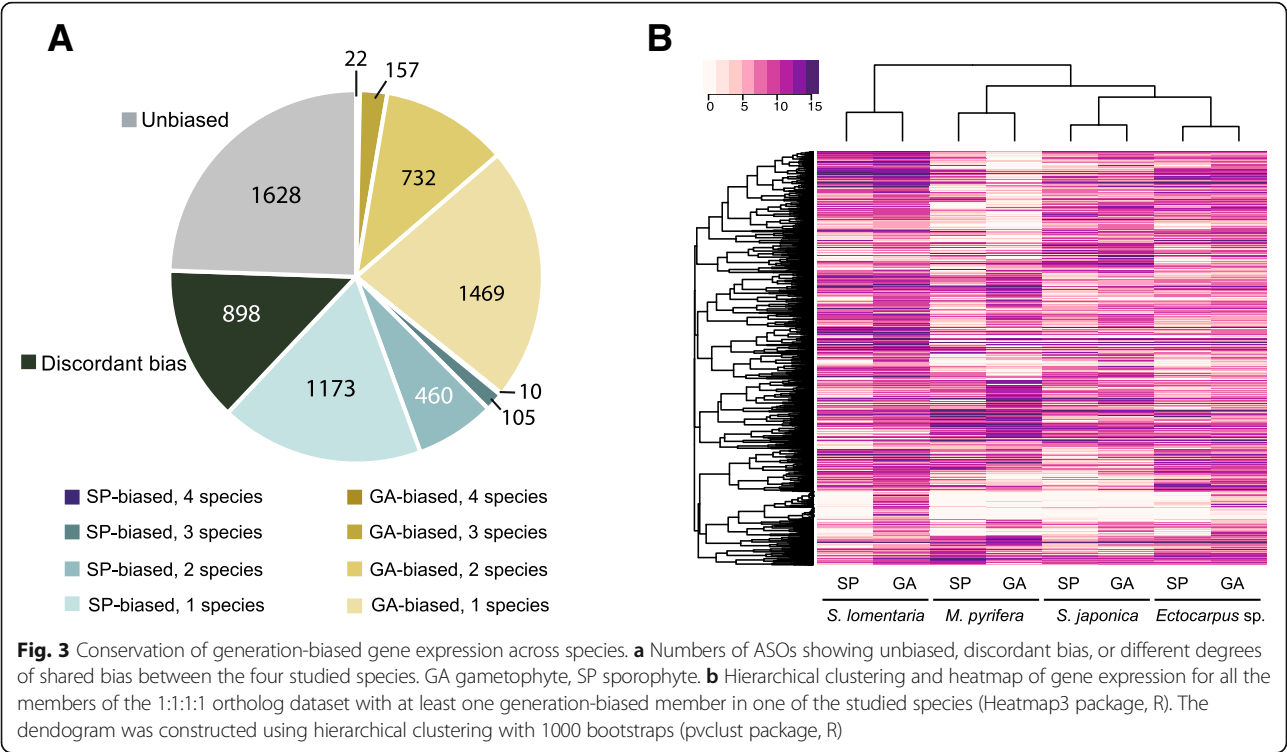 A
22
157
Unbiased
732
1628
1469
898
Discordant bias
10
1173
460
105
SP-biased, 4 species
GA-biased, 4 species
SP-biased, 3 species
GA-biased, 3 species
SP-biased, 2 species
GA-biased, 2 species
SP-biased, 1 species
GA-biased, 1 species
B
0 5 10 15
SP GA SP GA SP GA SP GA
S. lomentaria M. pyrifera S. japonica Ectocarpus sp.
Fig. 3 Conservation of generation-biased gene expression across species. a Numbers of ASOs showing unbiased, discordant bias, or different degrees
of shared bias between the four studied species. GA gametophyte, SP sporophyte. b Hierarchical clustering and heatmap of gene expression for all the
members of the 1:1:1:1 ortholog dataset with at least one generation-biased member in one of the studied species (Heatmap3 package, R). The
dendogram was constructed using hierarchical clustering with 1000 bootstraps (pvclust package, R)